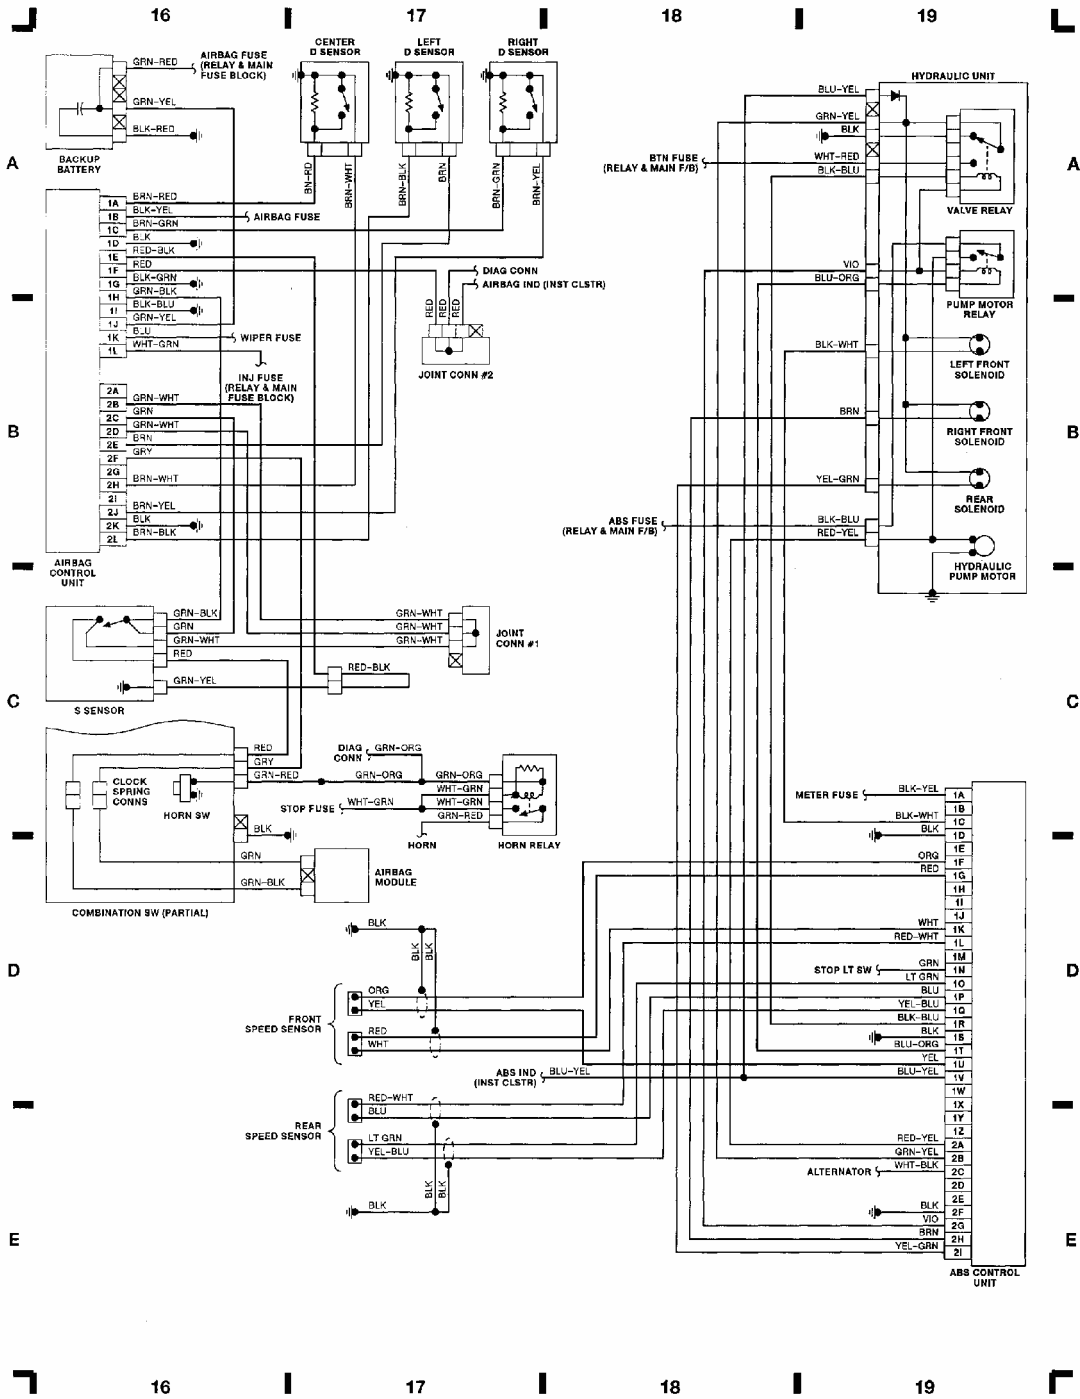 16 17 18 19
A A
B B
C C
D D
E E
GRN-RED
AIRBAG FUSE
(RELAY & MAIN
FUSE BLOCK)
GRN-YEL
BLK-RED
BACKUP
BATTERY
CENTER
D SENSOR
LEFT
D SENSOR
RIGHT
D SENSOR
BN-RD
BRN-WHT
BRN-BLK
BRN
BRN-GRN
BRN-YEL
1A BRN-RED
1B BLK-YEL
AIRBAG FUSE
1C BRN-GRN
1D BLK
1E RED-BLK
1F RED
1G BLK-GRN
1H GRN-BLK
1I BLK-BLU
1J GRN-YEL
1K BLU
WIPER FUSE
1L WHT-GRN
INJ FUSE
(RELAY & MAIN
FUSE BLOCK)
2A
2B GRN-WHT
2C GRN
2D GRN-WHT
2E BRN
2F GRY
2G
2H BRN-WHT
2I
2J BRN-YEL
2K BLK
2L BRN-BLK
AIRBAG
CONTROL
UNIT
DIAG CONN
AIRBAG IND (INST CLSTR)
RED
RED
RED
JOINT CONN #2
GRN-BLK
GRN
GRN-WHT
RED
GRN-YEL
S SENSOR
GRN-WHT
GRN-WHT
GRN-WHT
JOINT
CONN #1
RED-BLK
RED
GRY
GRN-RED
CLOCK
SPRING
CONNS
HORN SW
BLK
GRN
GRN-BLK
AIRBAG
MODULE
COMBINATION SW (PARTIAL)
DIAG
CONN
GRN-ORG
GRN-ORG
GRN-ORG
WHT-GRN
STOP FUSE
WHT-GRN
WHT-GRN
GRN-RED
HORN
HORN RELAY
BLK
BLK
BLK
ORG
YEL
FRONT
SPEED SENSOR
RED
WHT
ABS IND
(INST CLSTR)
BLU-YEL
RED-WHT
BLU
REAR
SPEED SENSOR
LT GRN
YEL-BLU
BLK
BLK
BLK
HYDRAULIC UNIT
BLU-YEL
GRN-YEL
BLK
BTN FUSE
(RELAY & MAIN F/B)
WHT-RED
BLK-BLU
VALVE RELAY
VIO
BLU-ORG
PUMP MOTOR
RELAY
BLK-WHT
LEFT FRONT
SOLENOID
BRN
RIGHT FRONT
SOLENOID
YEL-GRN
REAR
SOLENOID
ABS FUSE
(RELAY & MAIN F/B)
BLK-BLU
RED-YEL
HYDRAULIC
PUMP MOTOR
METER FUSE BLK-YEL 1A
1B
BLK-WHT 1C
BLK 1D
1E
ORG 1F
RED 1G
1H
1I
1J
WHT 1K
RED-WHT 1L
1M
STOP LT SW GRN 1N
LT GRN 1O
BLU 1P
YEL-BLU 1Q
BLK-BLU 1R
BLK 1S
BLU-ORG 1T
YEL 1U
BLU-YEL 1V
1W
1X
1Y
1Z
RED-YEL 2A
GRN-YEL 2B
ALTERNATOR WHT-BLK 2C
2D
2E
BLK 2F
VIO 2G
BRN 2H
YEL-GRN 2I
ABS CONTROL
UNIT
16 17 18 19